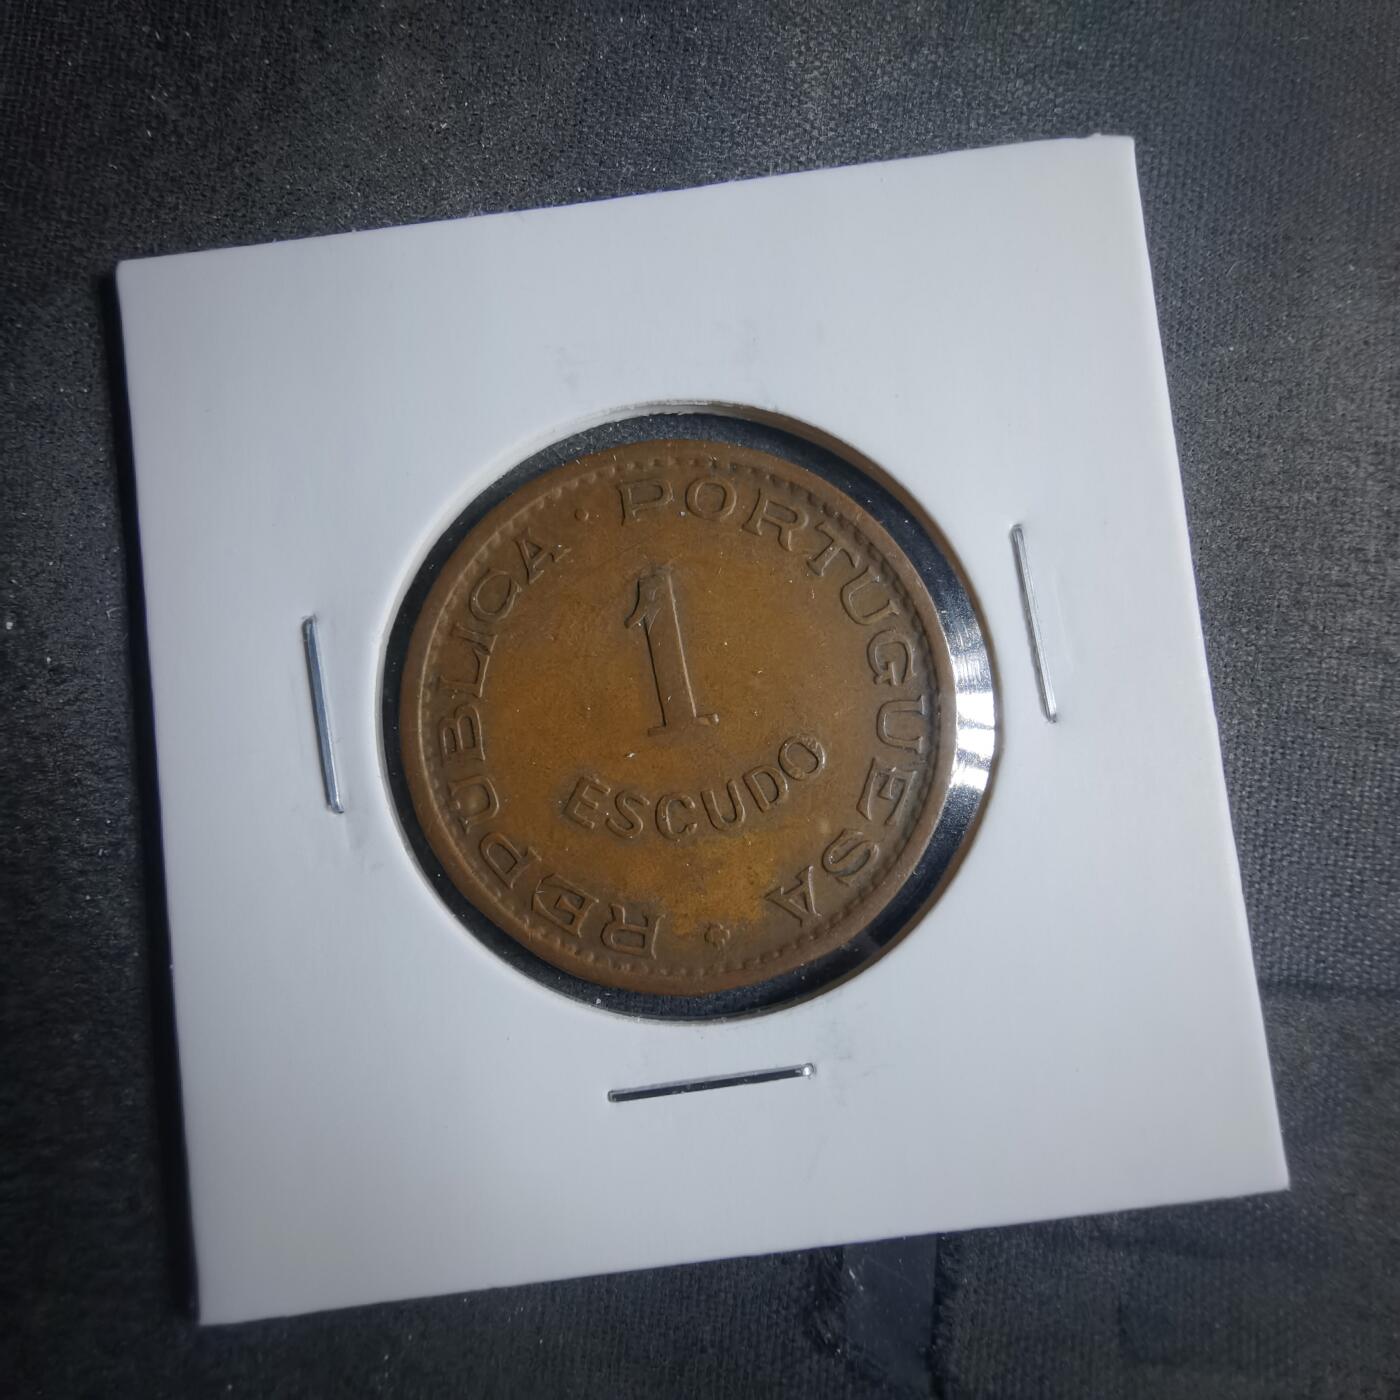 REPUBLICA · PORTUGUESA
1
ESCUDO